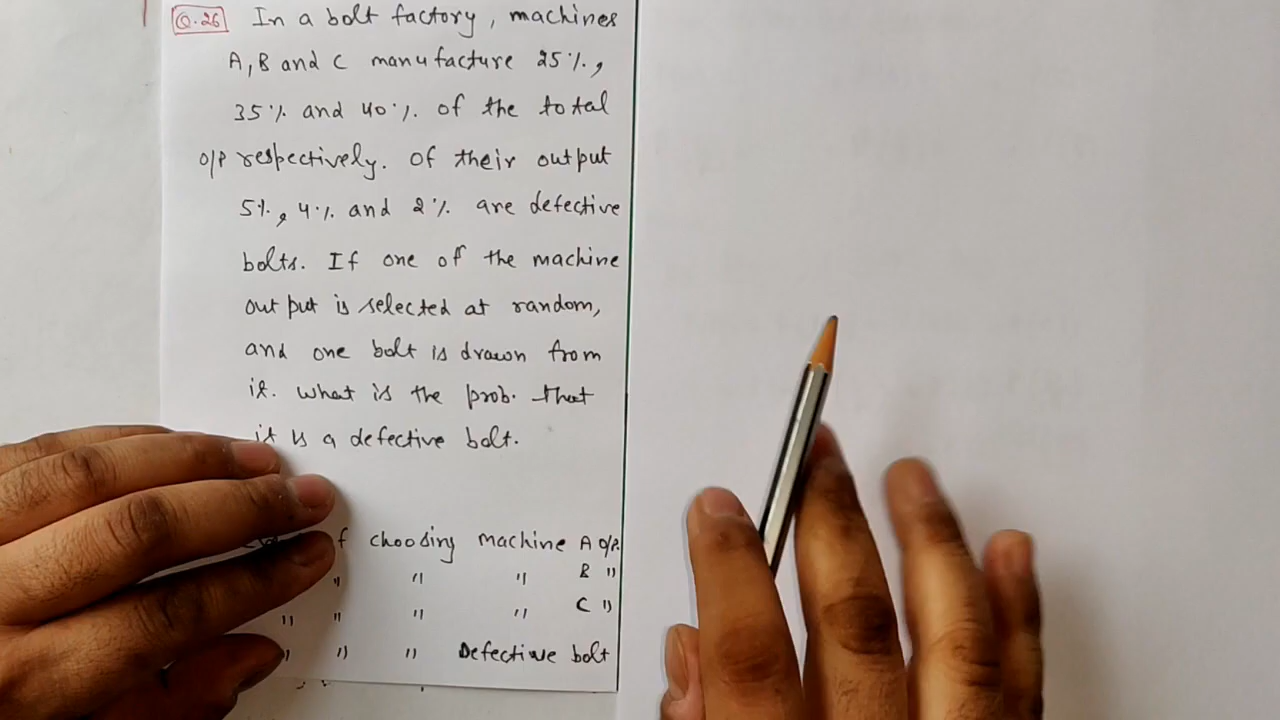 Q.26 In a bolt factory, machines
A, B and C manufacture 25%,
35% and 40% of the total
O/P respectively. Of their output
5%, 4% and 2% are defective
bolts. If one of the machine
output is selected at random,
and one bolt is drawn from
it. What is the prob. that
it is a defective bolt.
f choosing machine A O/P.
" " " B "
" " " " C "
" " " Defective bolt